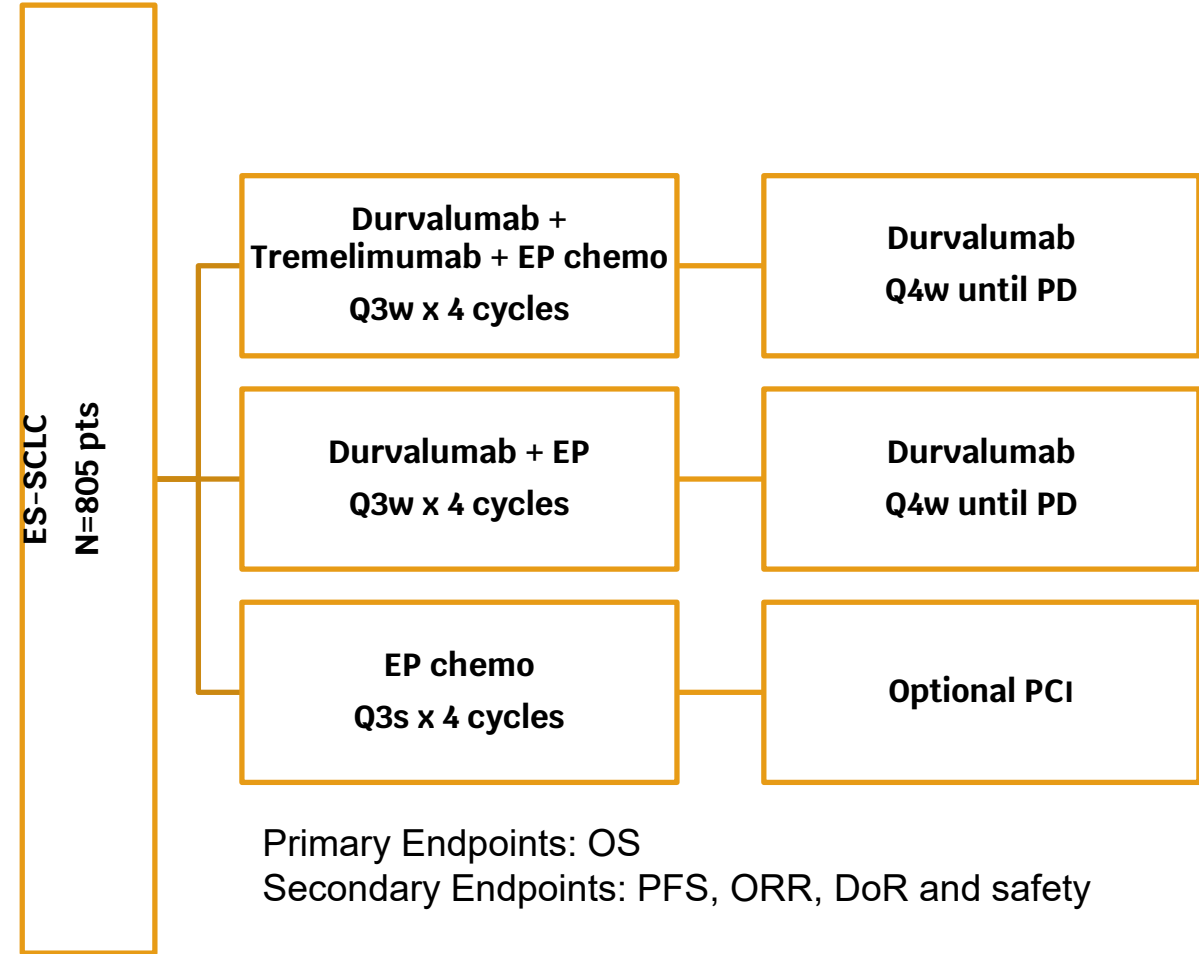 ES-SCLC
N=805 pts
Durvalumab +
Tremelimumab + EP chemo
Q3w x 4 cycles
Durvalumab
Q4w until PD
Durvalumab + EP
Q3w x 4 cycles
Durvalumab
Q4w until PD
EP chemo
Q3s x 4 cycles
Optional PCI
Primary Endpoints: OS
Secondary Endpoints: PFS, ORR, DoR and safety